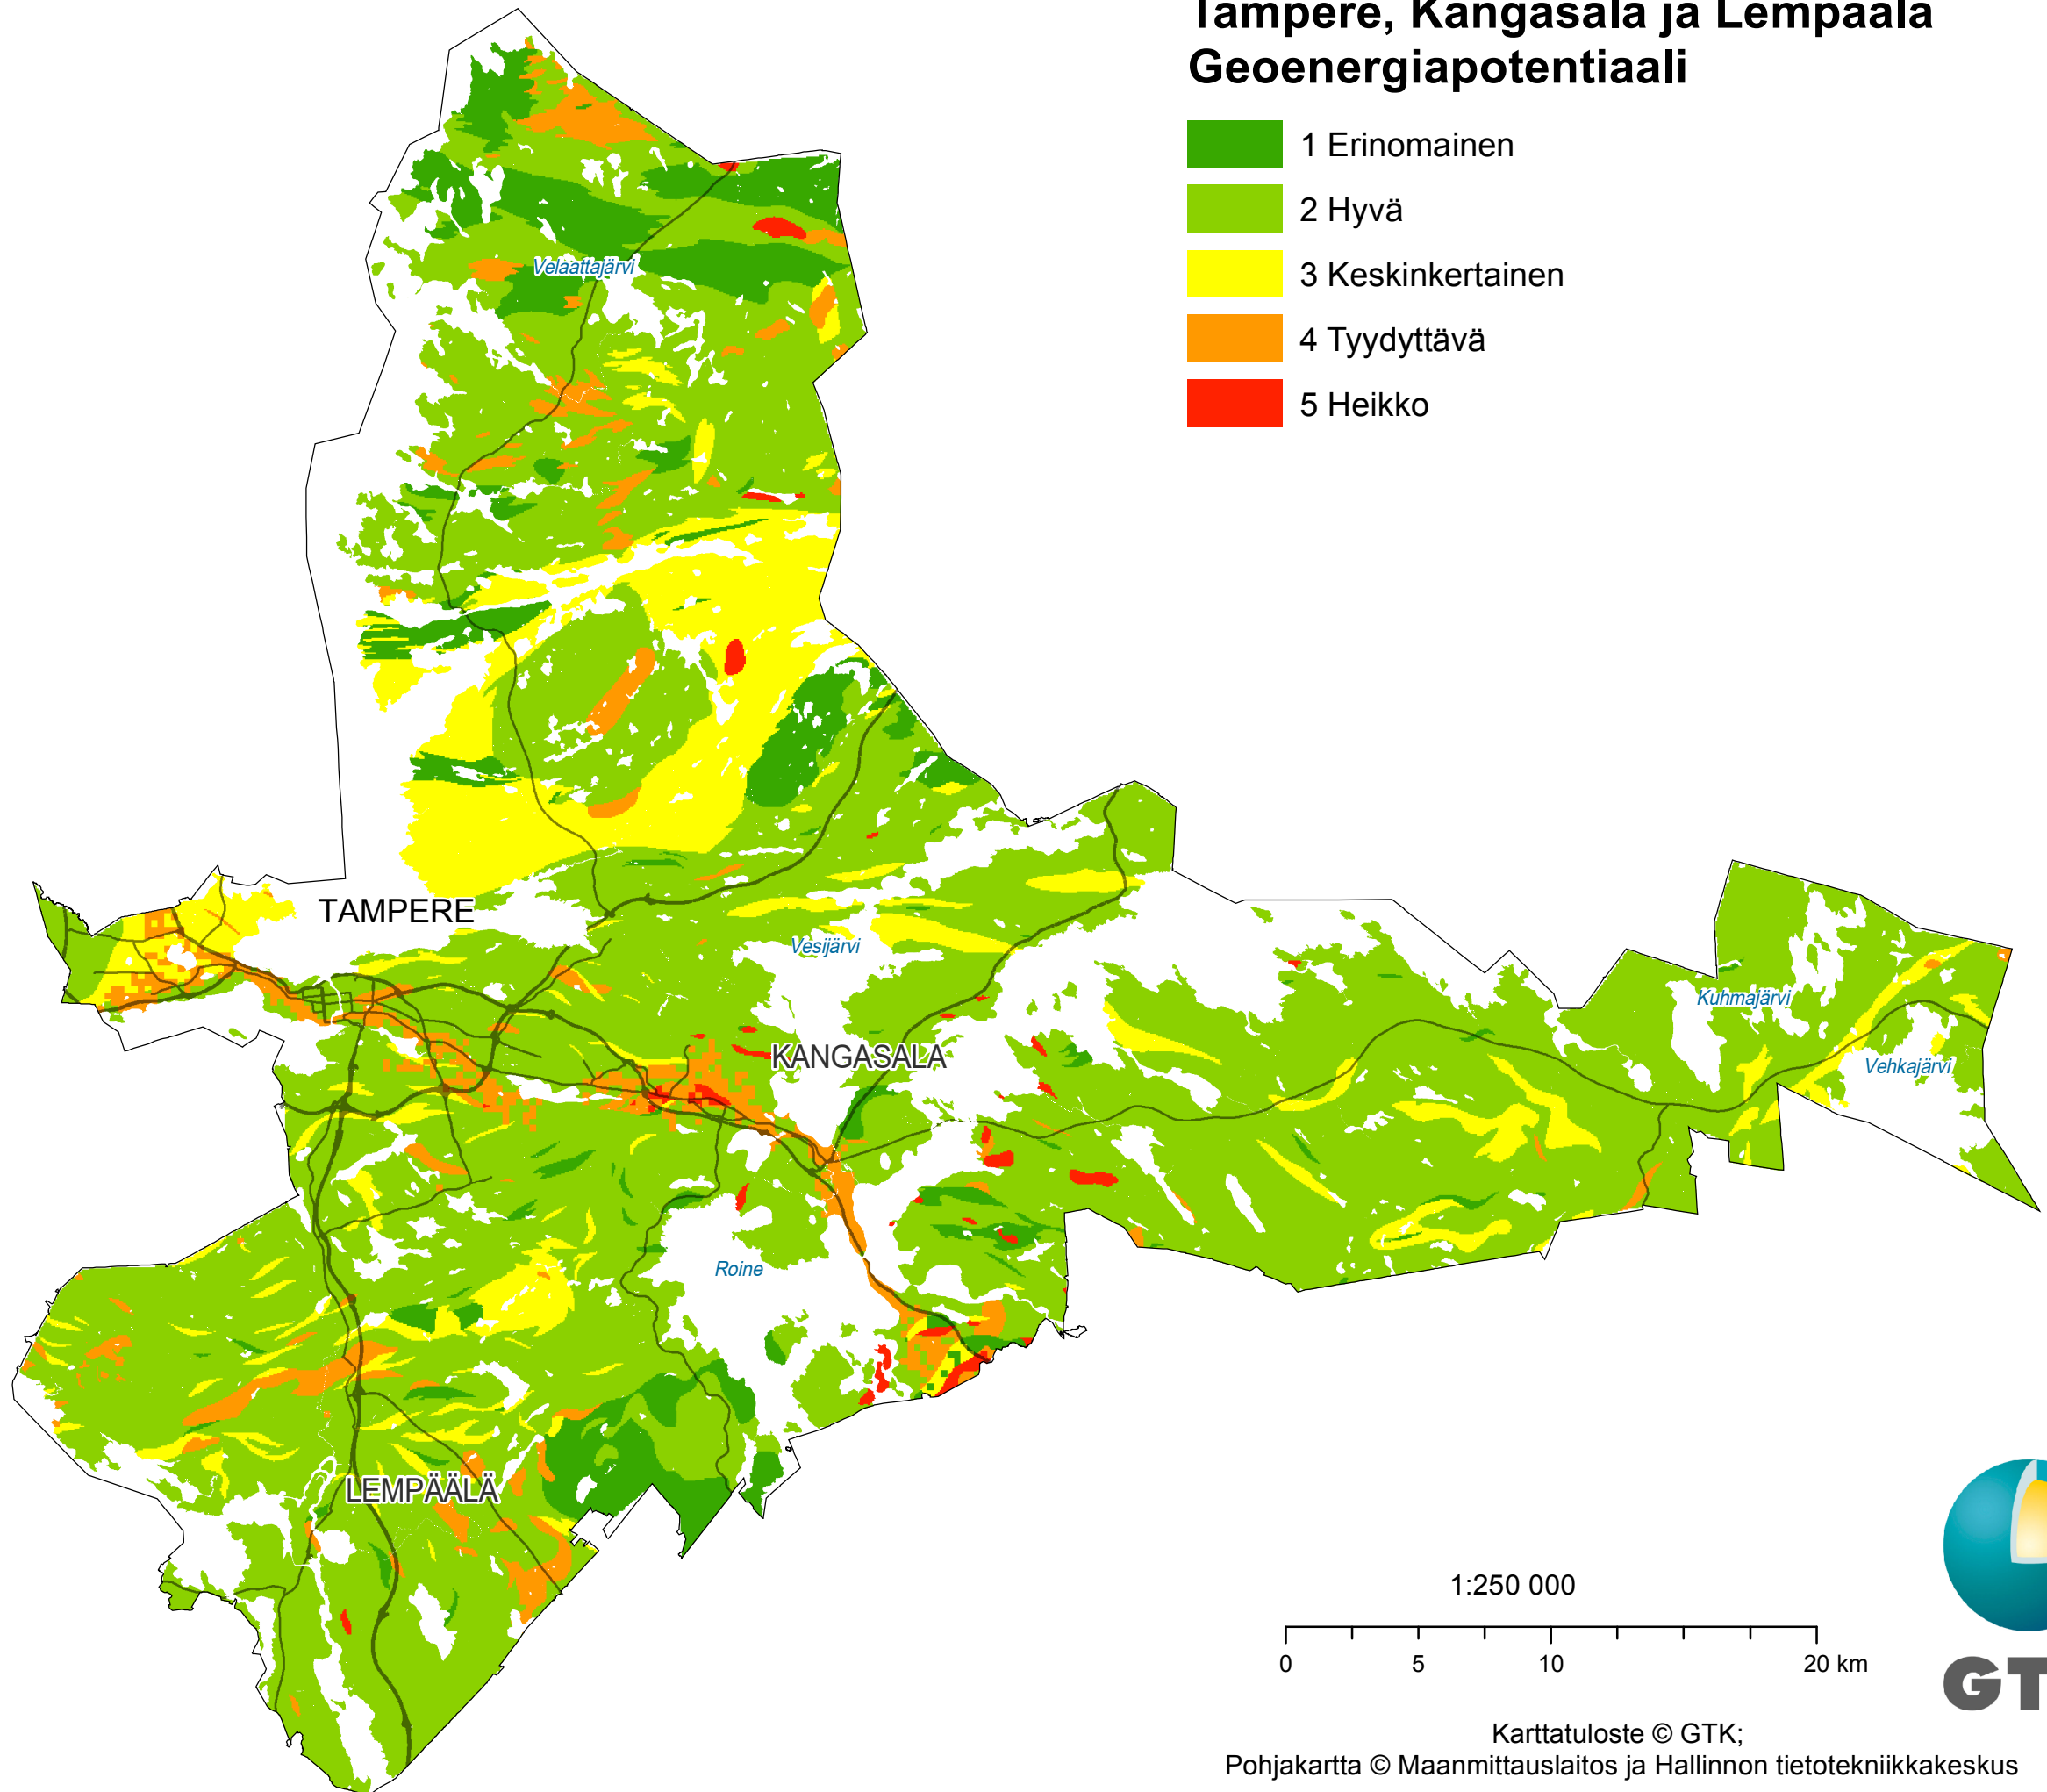 Tampere, Kangasala ja Lempäälä
Geoenergiapotentiaali
1 Erinomainen
2 Hyvä
3 Keskinkertainen
4 Tyydyttävä
5 Heikko
Velaattajärvi
TAMPERE
Vesijärvi
Kuhmajärvi
KANGASALA
Vehkajärvi
Roine
LEMPÄÄLÄ
1:250 000
0 5 10 20 km
GT
Karttatuloste © GTK;
Pohjakartta © Maanmittauslaitos ja Hallinnon tietotekniikkakeskus